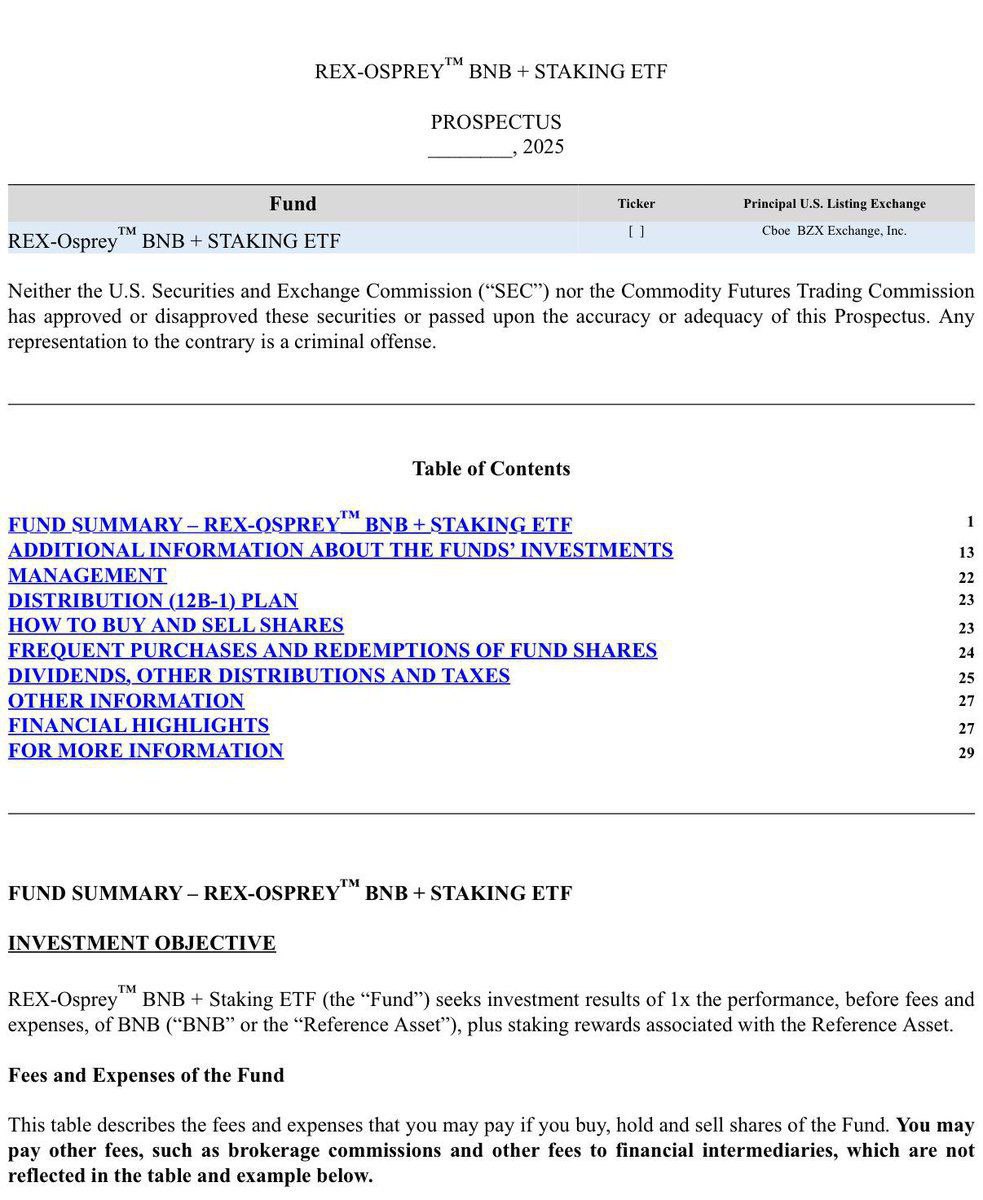 REX-OSPREY™ BNB + STAKING ETF
PROSPECTUS
________, 2025
Fund Ticker Principal U.S. Listing Exchange
REX-Osprey™ BNB + STAKING ETF [ ] Cboe BZX Exchange, Inc.
Neither the U.S. Securities and Exchange Commission (“SEC”) nor the Commodity Futures Trading Commission
has approved or disapproved these securities or passed upon the accuracy or adequacy of this Prospectus. Any
representation to the contrary is a criminal offense.
Table of Contents
FUND SUMMARY – REX-OSPREY™ BNB + STAKING ETF 1
ADDITIONAL INFORMATION ABOUT THE FUNDS’ INVESTMENTS 13
MANAGEMENT 22
DISTRIBUTION (12B-1) PLAN 23
HOW TO BUY AND SELL SHARES 23
FREQUENT PURCHASES AND REDEMPTIONS OF FUND SHARES 24
DIVIDENDS, OTHER DISTRIBUTIONS AND TAXES 25
OTHER INFORMATION 27
FINANCIAL HIGHLIGHTS 27
FOR MORE INFORMATION 29
FUND SUMMARY – REX-OSPREY™ BNB + STAKING ETF
INVESTMENT OBJECTIVE
REX-Osprey™ BNB + Staking ETF (the “Fund”) seeks investment results of 1x the performance, before fees and
expenses, of BNB (“BNB” or the “Reference Asset”), plus staking rewards associated with the Reference Asset.
Fees and Expenses of the Fund
This table describes the fees and expenses that you may pay if you buy, hold and sell shares of the Fund. You may
pay other fees, such as brokerage commissions and other fees to financial intermediaries, which are not
reflected in the table and example below.